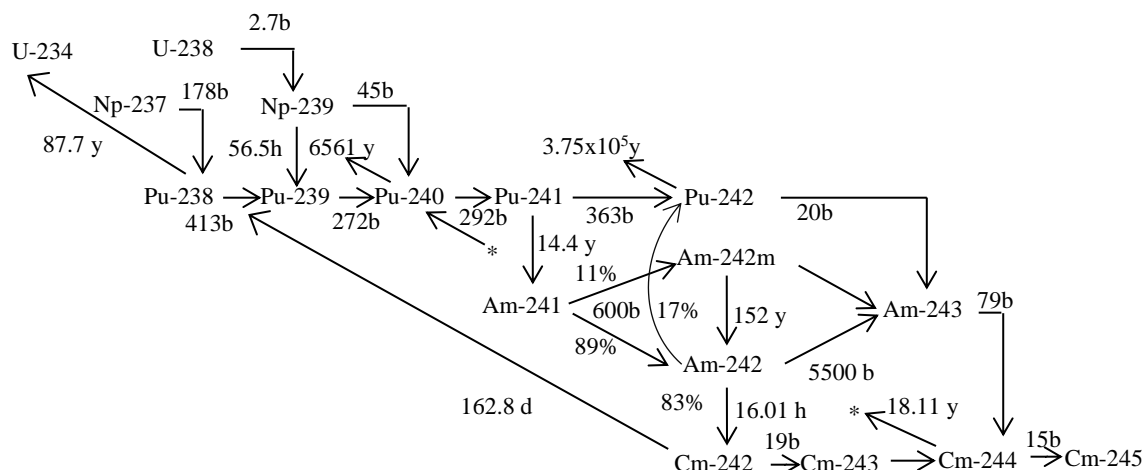 2.7b
U-234
U-238
178b
45b
Np-237
Np-239
87.7 y
56.5h
6561 y
3.75x10⁵y
Pu-238
Pu-239
Pu-240
Pu-241
Pu-242
413b
272b
292b
363b
20b
*
14.4 y
11%
Am-242m
Am-241
600b
17%
152 y
Am-243
79b
89%
Am-242
5500 b
162.8 d
83%
16.01 h
*
18.11 y
19b
15b
Cm-242
Cm-243
Cm-244
Cm-245